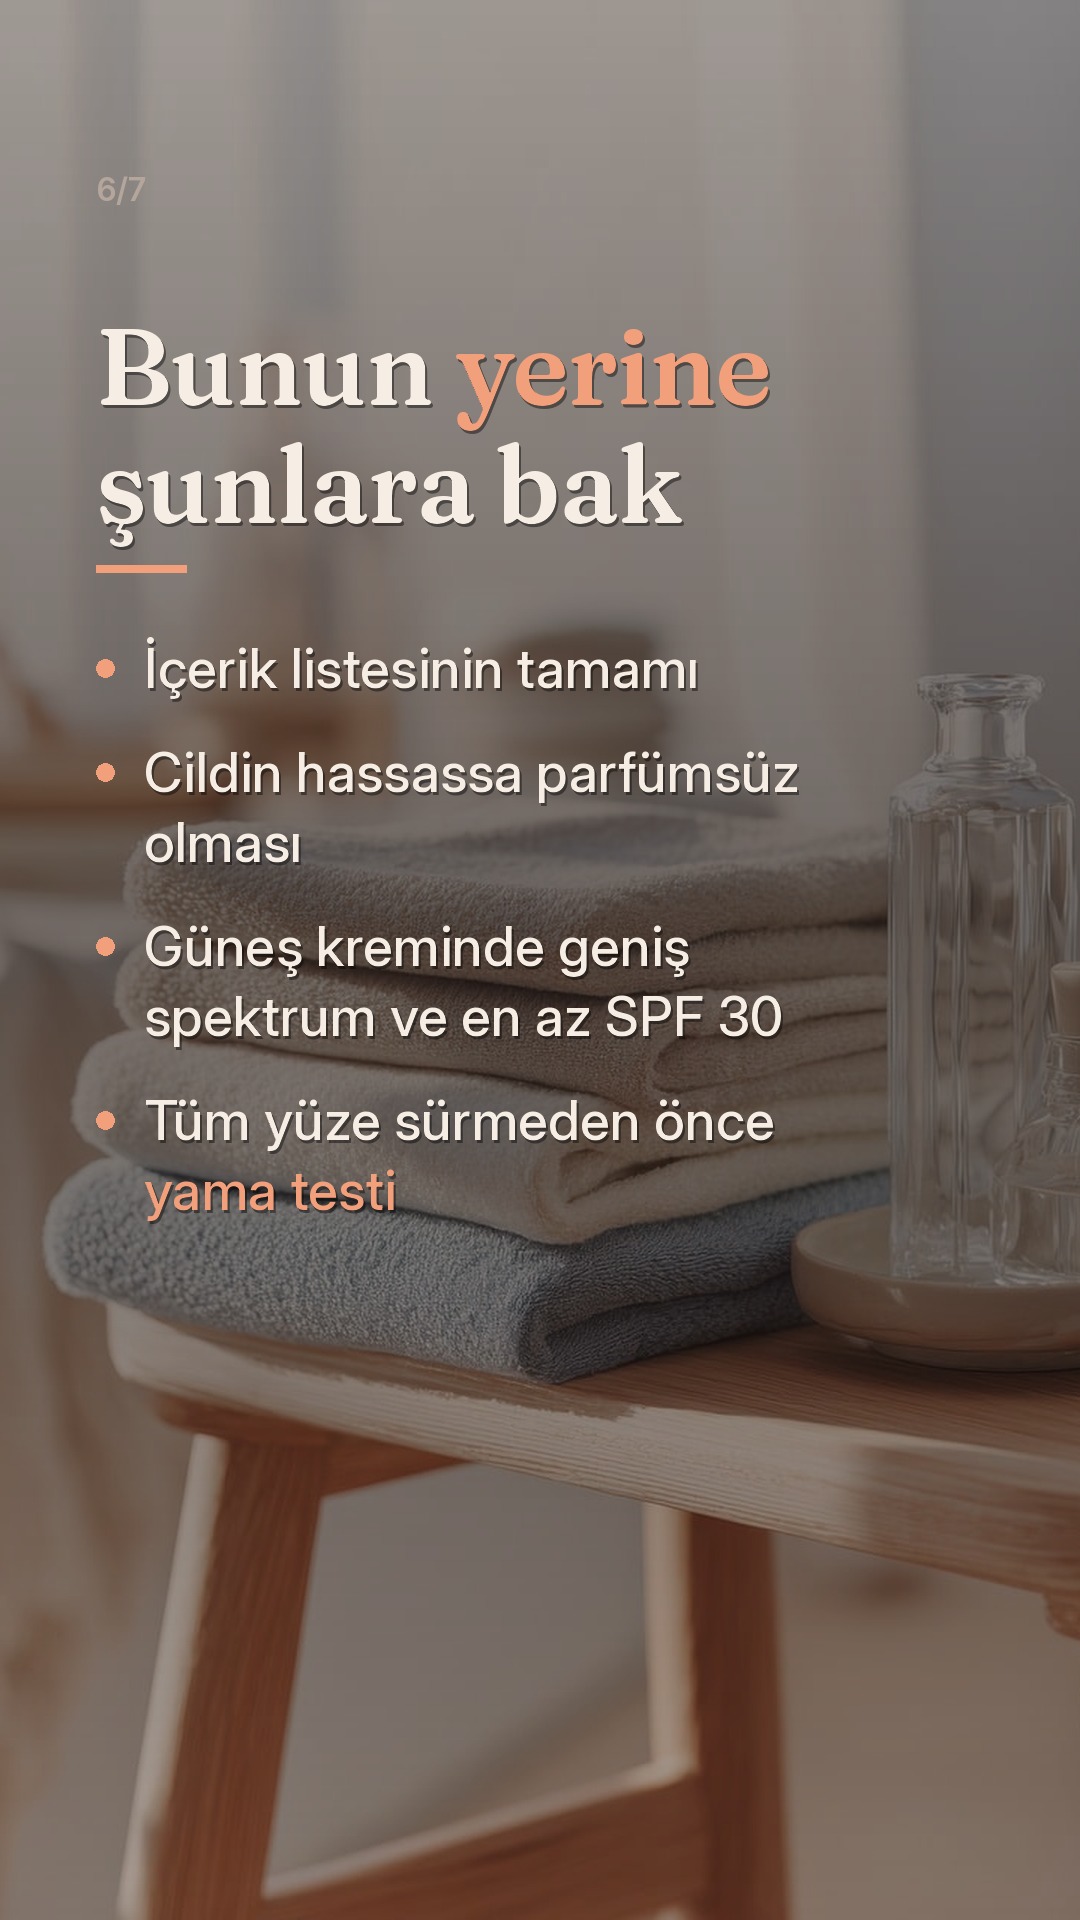 6/7
Bunun yerine
şunlara bak
İçerik listesinin tamamı
Cildin hassassa parfümsüz
olması
Güneş kreminde geniş
spektrum ve en az SPF 30
Tüm yüze sürmeden önce
yama testi